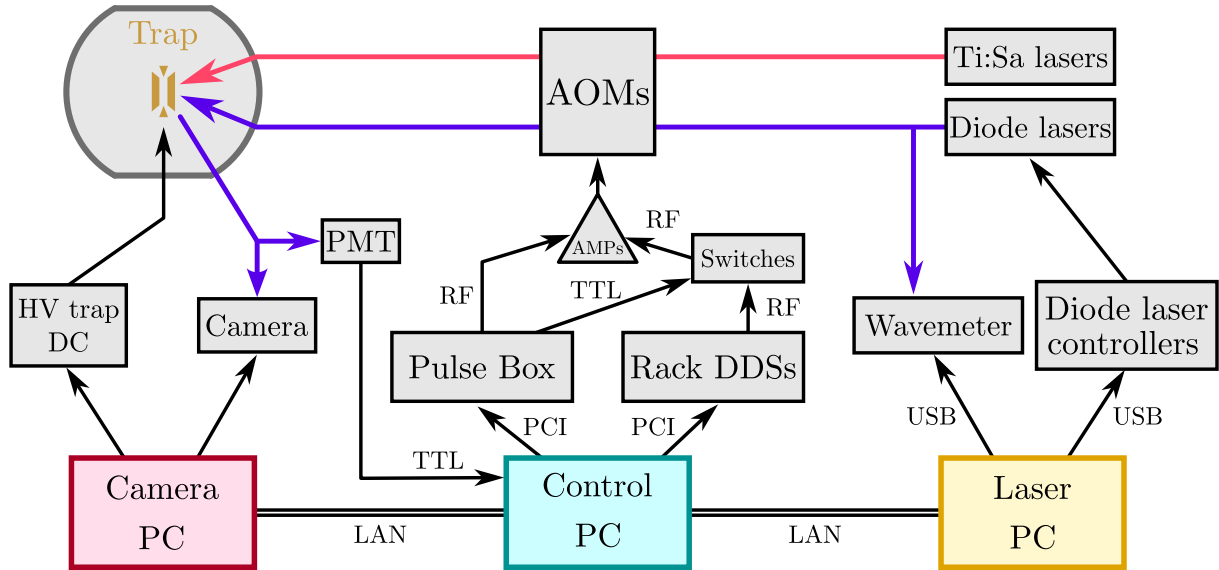 Trap
AOMs
Ti:Sa lasers
Diode lasers
PMT
RF
AMPs
Switches
HV trap
DC
Camera
RF
TTL
RF
Wavemeter
Diode laser
controllers
Pulse Box
Rack DDSs
PCI
PCI
USB
USB
TTL
Camera
PC
Control
PC
Laser
PC
LAN
LAN